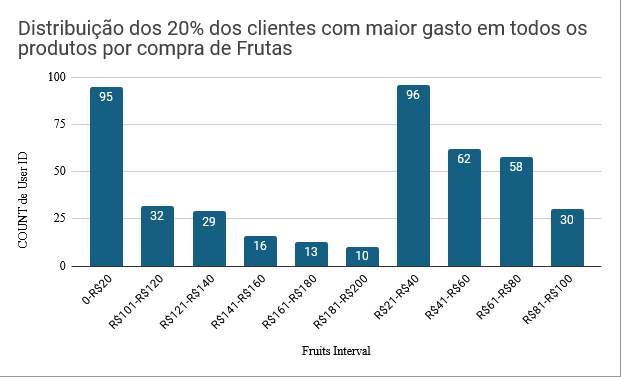 Distribuição dos 20% dos clientes com maior gasto em todos os
produtos por compra de Frutas
COUNT de User ID
100
75
50
25
0
95
32
29
16
13
10
96
62
58
30
0-R$20
R$101-R$120
R$121-R$140
R$141-R$160
R$161-R$180
R$181-R$200
R$21-R$40
R$41-R$60
R$61-R$80
R$81-R$100
Fruits Interval